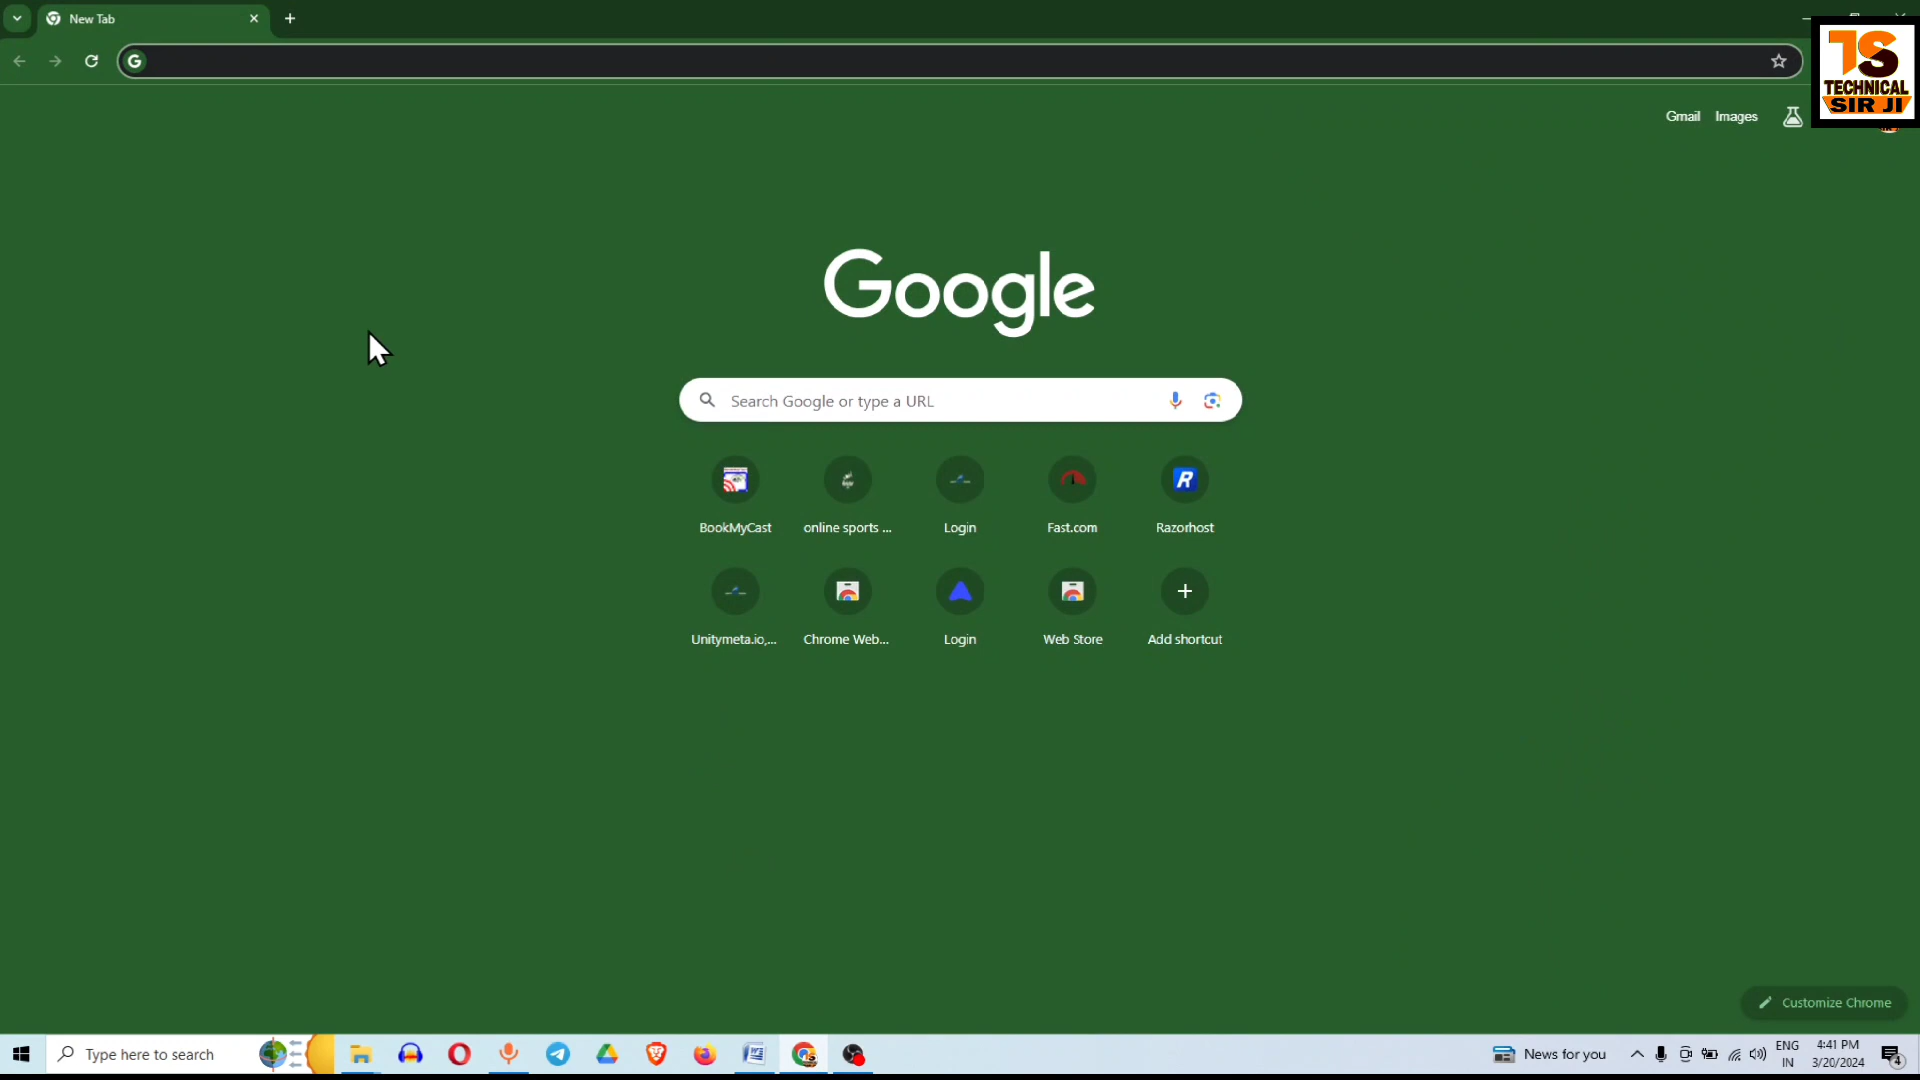 New Tab
TS
TECHNICAL
SIR JI
Gmail Images
Google
Search Google or type a URL
BookMyCast
online sports ...
Login
Fast.com
Razorhost
Unitymeta.io,...
Chrome Web...
Login
Web Store
Add shortcut
Customize Chrome
Type here to search
News for you
ENG
IN
4:41 PM
3/20/2024
4